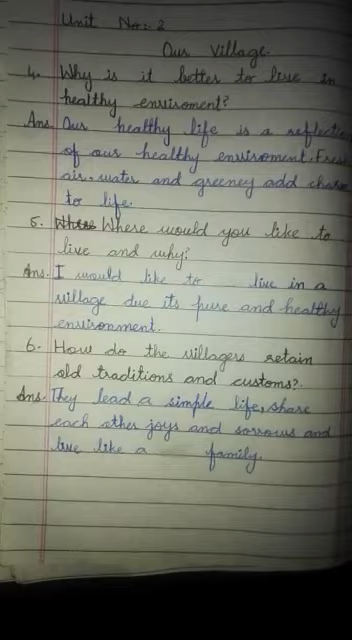 Unit No:- 2
Our Village
4. Why is it better to live in
healthy enviroment?
Ans. Our healthy life is a reflectio
of our healthy enviroment. Fresh
air, water and greeney add charm
to life.
5. Where would you like to
live and why?
Ans. I would like to live in a
village due its pure and healthy
environment.
6. How do the villagers retain
old traditions and customs?
Ans. They lead a simple life, share
each other joys and sorrows and
live like a family.